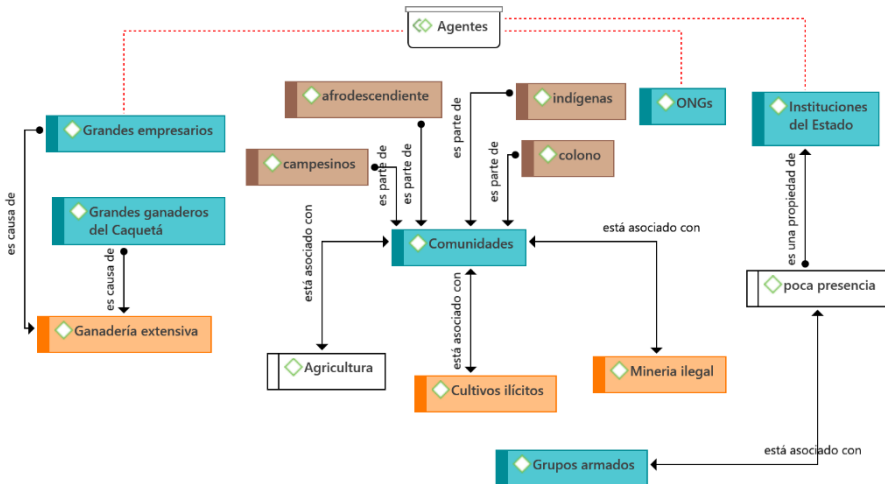 Agentes
afrodescendiente
indígenas
ONGs
Instituciones
del Estado
Grandes empresarios
campesinos
colono
es parte de
es parte de
es parte de
es parte de
es causa de
Grandes ganaderos
del Caquetá
es causa de
Comunidades
está asociado con
está asociado con
está asociado con
es una propiedad de
poca presencia
Ganadería extensiva
Agricultura
Cultivos ilícitos
Mineria ilegal
está asociado con
Grupos armados